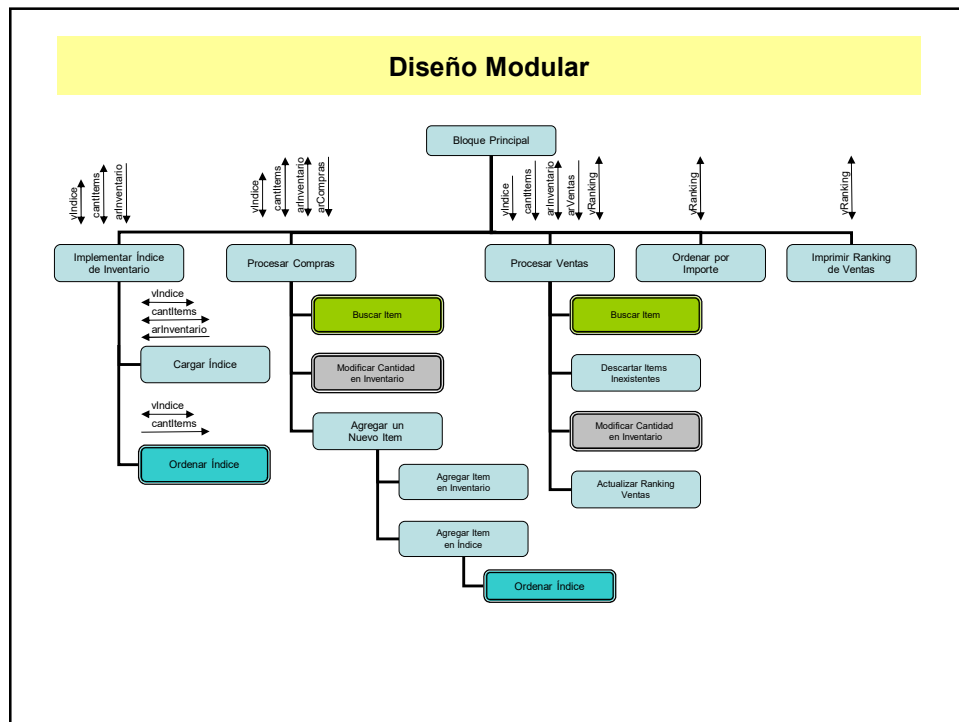 Diseño Modular
Bloque Principal
vIndice
cantItems
arInventario
vIndice
cantItems
arInventario
arCompras
vIndice
cantItems
arInventario
arVentas
vRanking
vRanking
vRanking
Implementar Índice
de Inventario
Procesar Compras
Procesar Ventas
Ordenar por
Importe
Imprimir Ranking
de Ventas
vIndice
cantItems
arInventario
Cargar Índice
vIndice
cantItems
Ordenar Índice
Buscar Item
Modificar Cantidad
en Inventario
Agregar un
Nuevo Item
Agregar Item
en Inventario
Agregar Item
en Índice
Ordenar Índice
Buscar Item
Descartar Items
Inexistentes
Modificar Cantidad
en Inventario
Actualizar Ranking
Ventas